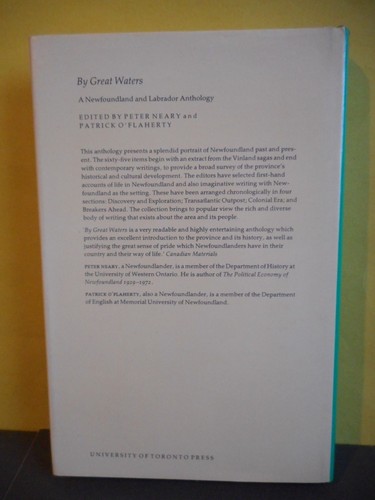 By Great Waters
A Newfoundland and Labrador Anthology
EDITED BY PETER NEARY and
PATRICK O'FLAHERTY
This anthology presents a splendid portrait of Newfoundland past and pres-
ent. The sixty-five items begin with an extract from the Vinland sagas and end
with contemporary writings, to provide a broad survey of the province's
historical and cultural development. The editors have selected first-hand
accounts of life in Newfoundland and also imaginative writing with New-
foundland as the setting. These have been arranged chronologically in four
sections: Discovery and Exploration; Transatlantic Outpost; Colonial Era; and
Breakers Ahead. The collection brings to popular view the rich and diverse
body of writing that exists about the area and its people.
'By Great Waters is a very readable and highly entertaining anthology which
provides an excellent introduction to the province and its history, as well as
justifying the great sense of pride which Newfoundlanders have in their
country and their way of life.' Canadian Materials
PETER NEARY, a Newfoundlander, is a member of the Department of History at
the University of Western Ontario. He is author of The Political Economy of
Newfoundland 1929–1972.
PATRICK O'FLAHERTY, also a Newfoundlander, is a member of the Department
of English at Memorial University of Newfoundland.
UNIVERSITY OF TORONTO PRESS